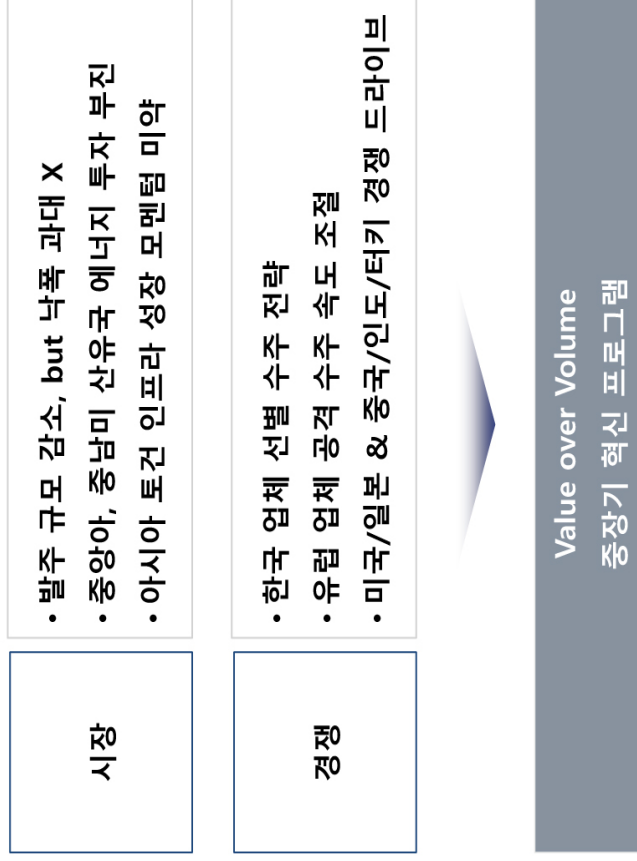 시장
• 발주 규모 감소, but 낙폭 과대 X
• 중앙아, 중남미 산유국 에너지 투자 부진
• 아시아 토건 인프라 성장 모멘텀 미약
경쟁
• 한국 업체 선별 수주 전략
• 유럽 업체 공격 수주 속도 조절
• 미국/일본 & 중국/인도/터키 경쟁 드라이브
Value over Volume
중장기 혁신 프로그램